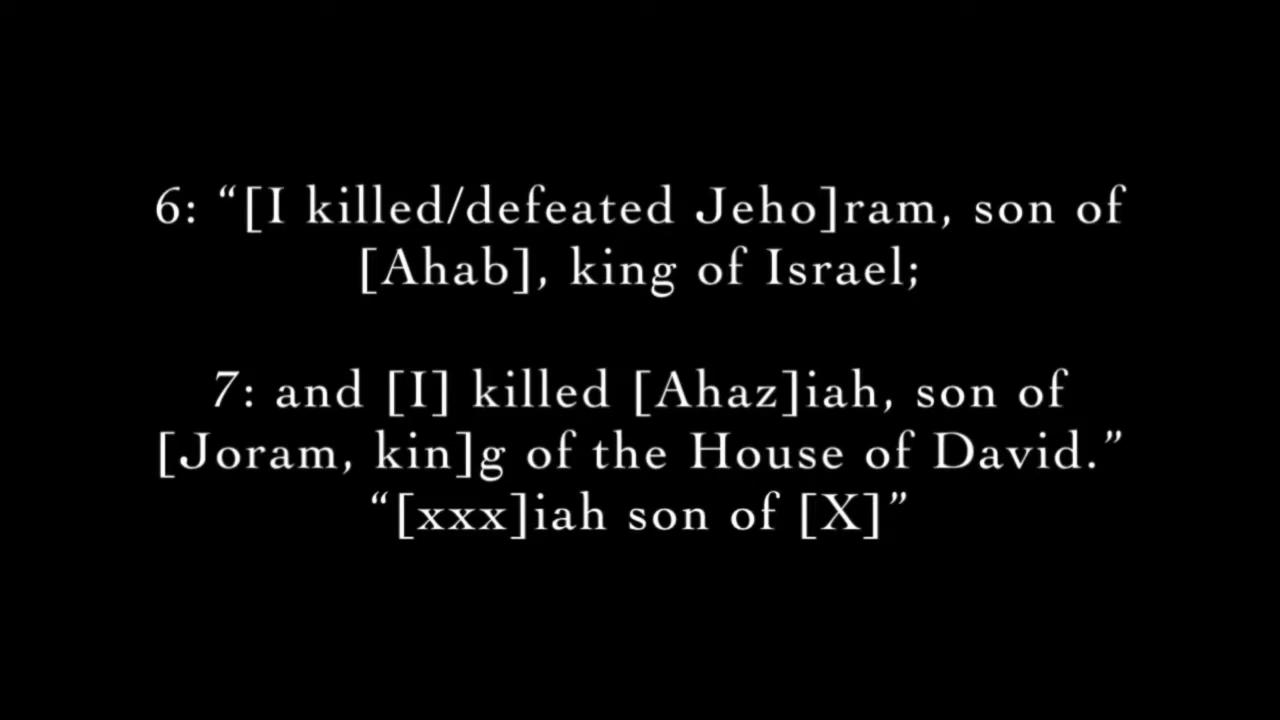 6: “[I killed/defeated Jeho]ram, son of
[Ahab], king of Israel;
7: and [I] killed [Ahaz]iah, son of
[Joram, kin]g of the House of David.”
“[xxx]iah son of [X]”